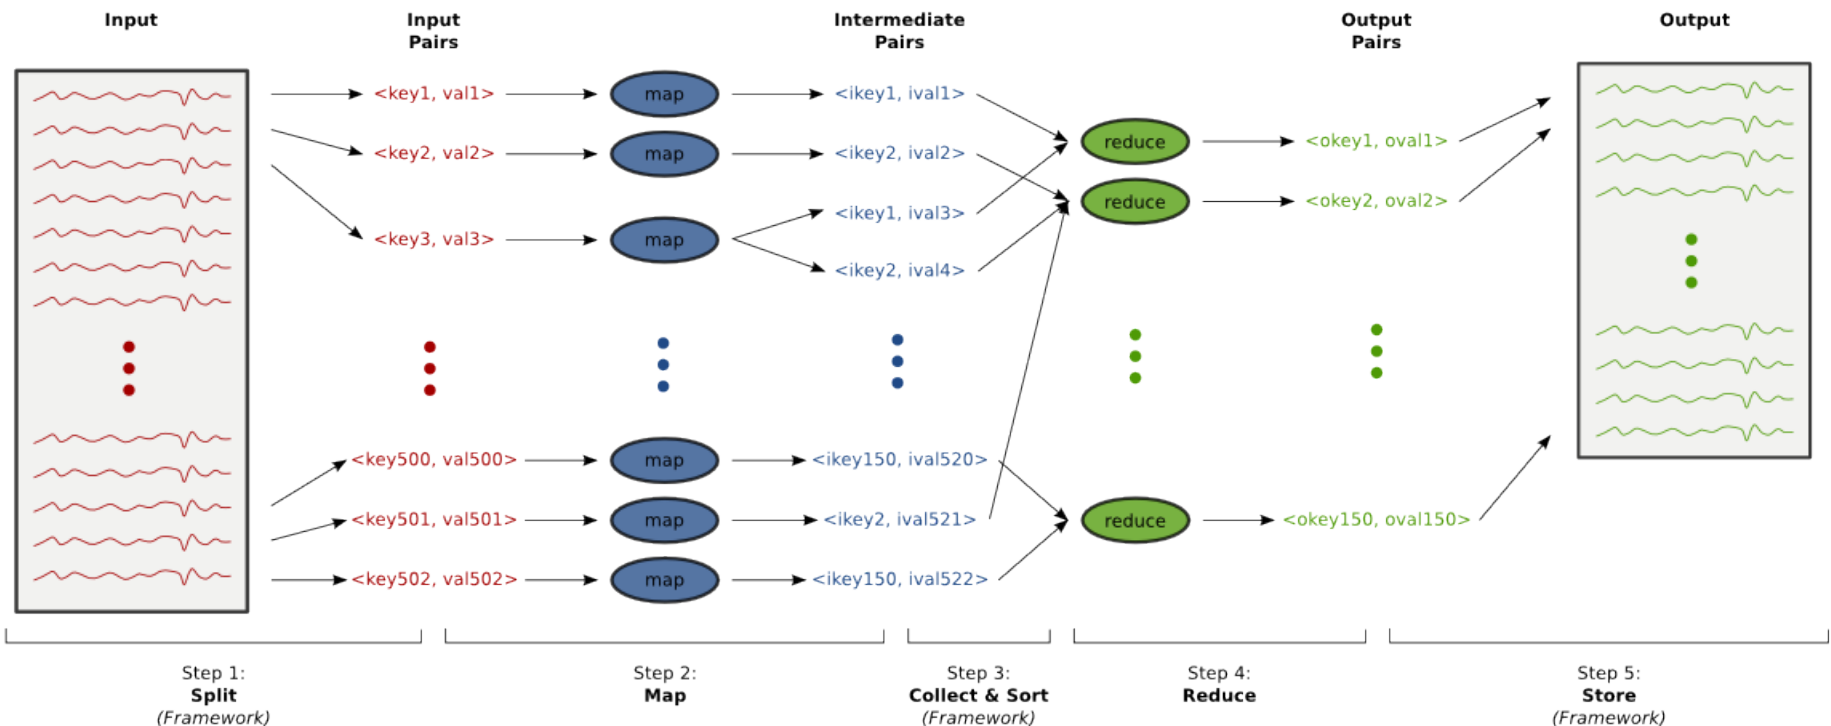 Input
Input
Pairs
Intermediate
Pairs
Output
Pairs
Output
<key1, val1>
map
<ikey1, ival1>
<key2, val2>
map
<ikey2, ival2>
<key3, val3>
map
<ikey1, ival3>
<ikey2, ival4>
reduce
<okey1, oval1>
reduce
<okey2, oval2>
<key500, val500>
map
<ikey150, ival520>
<key501, val501>
map
<ikey2, ival521>
reduce
<okey150, oval150>
<key502, val502>
map
<ikey150, ival522>
Step 1:
Split
(Framework)
Step 2:
Map
Step 3:
Collect & Sort
(Framework)
Step 4:
Reduce
Step 5:
Store
(Framework)